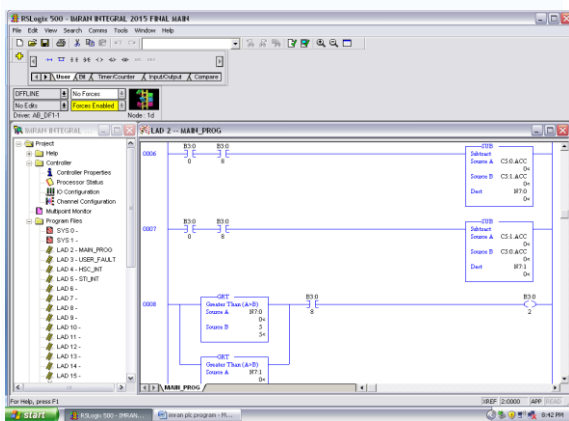 RSLogix 500 - IMRAN INTEGRAL 2015 FINAL MAIN
File Edit View Search Comms Tools Window Help
User Bit Timer/Counter Input/Output Compare
OFFLINE No Forces
No Edits Forces Enabled
Driver: AB_DF1-1 Node : 1d
IMRAN INTEGRAL
Project
Help
Controller
Controller Properties
Processor Status
IO Configuration
Channel Configuration
Multipoint Monitor
Program Files
SYS 0 -
SYS 1 -
LAD 2 - MAIN_PROG
LAD 3 - USER_FAULT
LAD 4 - HSC_INT
LAD 5 - STI_INT
LAD 6 -
LAD 7 -
LAD 8 -
LAD 9 -
LAD 10 -
LAD 11 -
LAD 12 -
LAD 13 -
LAD 14 -
LAD 15 -
LAD 2 -- MAIN_PROG
0006
B3:0 B3:0
0 8
SUB
Subtract
Source A C5:0.ACC
0<
Source B C5:1.ACC
0<
Dest N7:0
0<
0007
B3:0 B3:0
0 8
SUB
Subtract
Source A C5:1.ACC
0<
Source B C5:0.ACC
0<
Dest N7:1
0<
0008
GRT
Greater Than (A>B)
Source A N7:0
0<
Source B 5
5<
B3:0
8
B3:0
2
GRT
Greater Than (A>B)
Source A N7:1
0<
MAIN_PROG
For Help, press F1
XREF 2:0000 APP READ
start
RSLogix 500 - IMRAN...
imran plc program - M...
8:42 PM